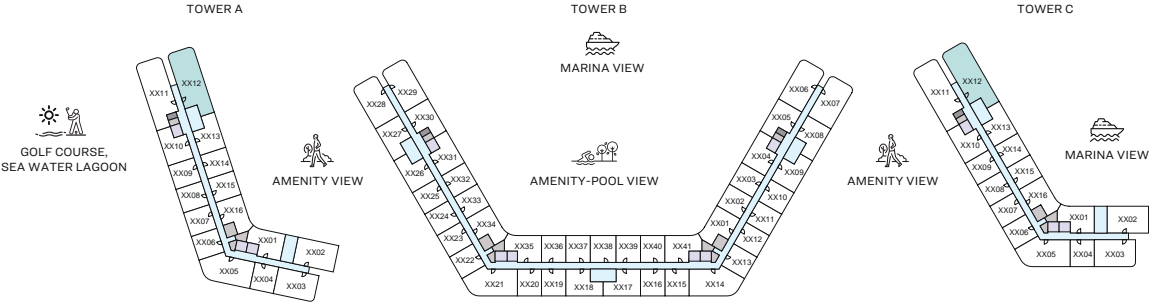 TOWER A
TOWER B
TOWER C
MARINA VIEW
GOLF COURSE,
SEA WATER LAGOON
AMENITY VIEW
AMENITY-POOL VIEW
AMENITY VIEW
MARINA VIEW
XX12
XX11
XX10
XX13
XX09
XX14
XX08
XX15
XX07
XX16
XX06
XX01
XX02
XX05
XX04
XX03
XX29
XX28
XX30
XX27
XX31
XX26
XX32
XX25
XX33
XX24
XX34
XX23
XX22
XX35
XX36
XX37
XX38
XX39
XX40
XX41
XX21
XX20
XX19
XX18
XX17
XX16
XX15
XX14
XX06
XX07
XX05
XX08
XX04
XX09
XX03
XX10
XX02
XX11
XX01
XX12
XX13
XX12
XX11
XX13
XX10
XX14
XX09
XX15
XX08
XX16
XX07
XX06
XX01
XX02
XX05
XX04
XX03